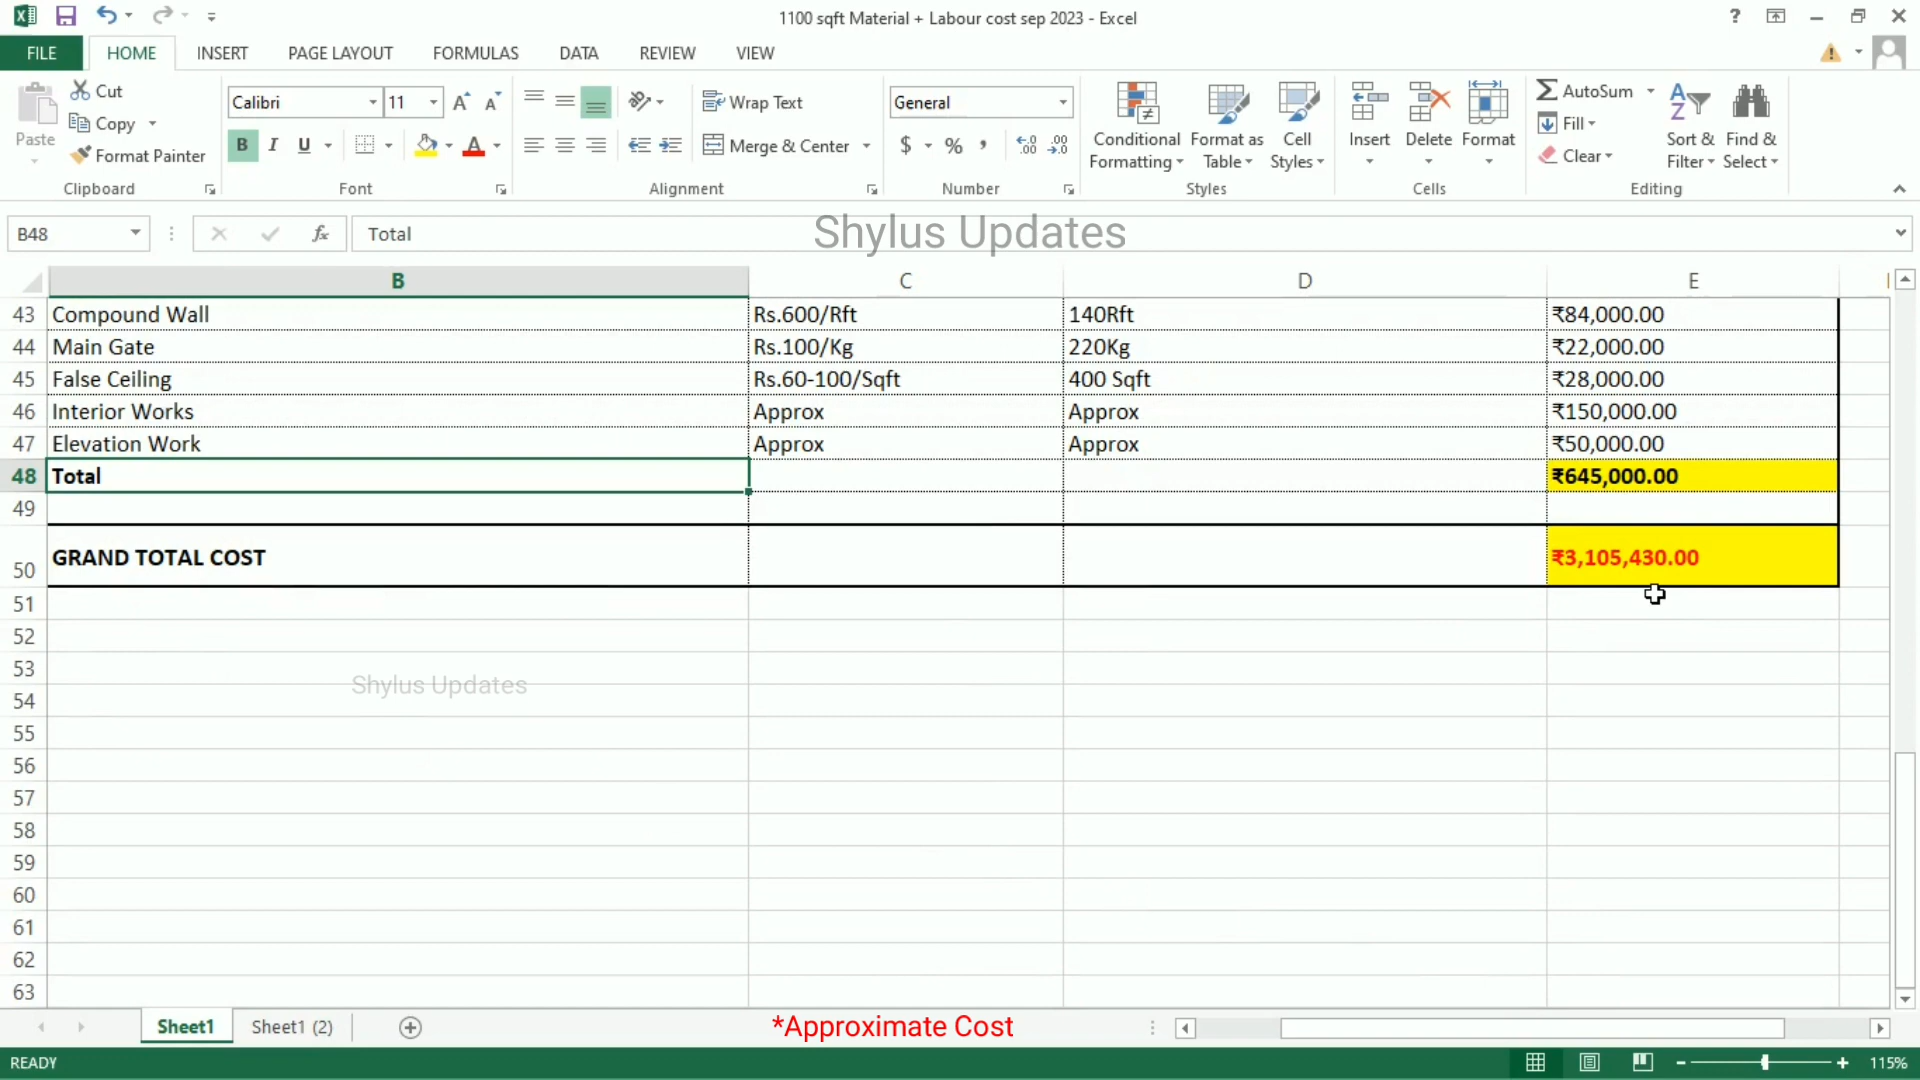 1100 sqft Material + Labour cost sep 2023 - Excel
FILE HOME INSERT PAGE LAYOUT FORMULAS DATA REVIEW VIEW
Paste
Cut
Copy
Format Painter
Clipboard
Calibri 11
B I U
Font
Wrap Text
Merge & Center
Alignment
General
$ % ,
Number
Conditional Formatting
Format as Table
Cell Styles
Styles
Insert Delete Format
Cells
AutoSum
Fill
Clear
Sort & Filter
Find & Select
Editing
B48 fx Total
Shylus Updates
B C D E
43 Compound Wall Rs.600/Rft 140Rft ₹84,000.00
44 Main Gate Rs.100/Kg 220Kg ₹22,000.00
45 False Ceiling Rs.60-100/Sqft 400 Sqft ₹28,000.00
46 Interior Works Approx Approx ₹150,000.00
47 Elevation Work Approx Approx ₹50,000.00
48 Total ₹645,000.00
49
50 GRAND TOTAL COST ₹3,105,430.00
51
52
53
Shylus Updates
54
55
56
57
58
59
60
61
62
63
Sheet1 Sheet1 (2)
*Approximate Cost
READY 115%